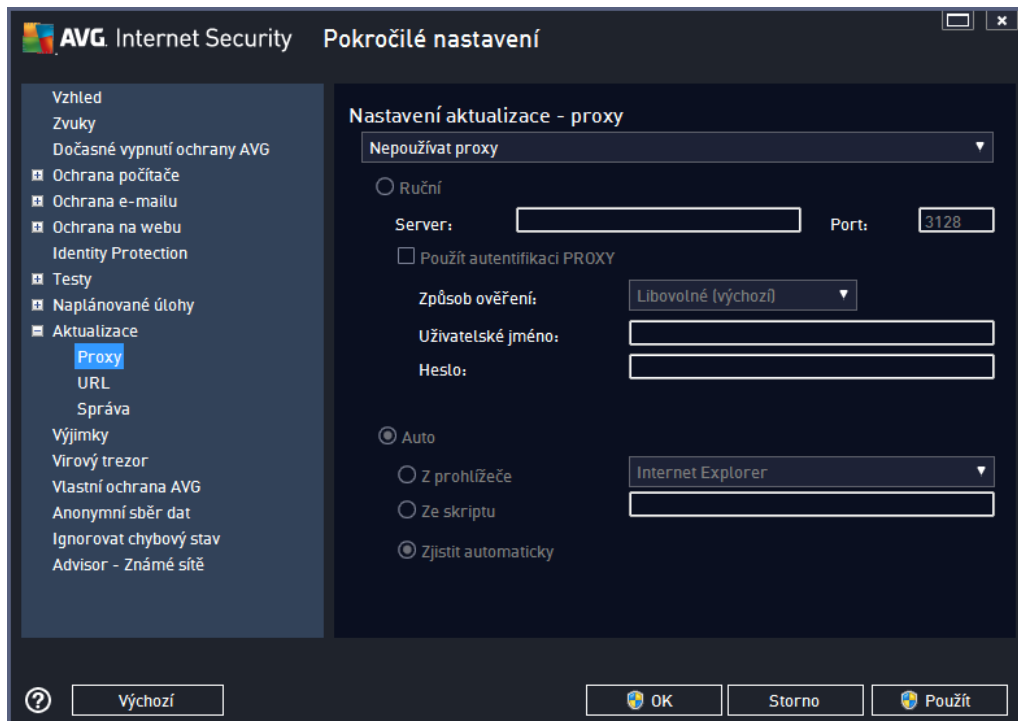 AVG. Internet Security Pokročilé nastavení
Vzhled
Zvuky
Dočasné vypnutí ochrany AVG
Ochrana počítače
Ochrana e-mailu
Ochrana na webu
Identity Protection
Testy
Naplánované úlohy
Aktualizace
Proxy
URL
Správa
Výjimky
Virový trezor
Vlastní ochrana AVG
Anonymní sběr dat
Ignorovat chybový stav
Advisor - Známé sítě
Nastavení aktualizace - proxy
Nepoužívat proxy
Ruční
Server: Port: 3128
Použít autentifikaci PROXY
Způsob ověření: Libovolné (výchozí)
Uživatelské jméno:
Heslo:
Auto
Z prohlížeče Internet Explorer
Ze skriptu
Zjistit automaticky
Výchozí OK Storno Použít